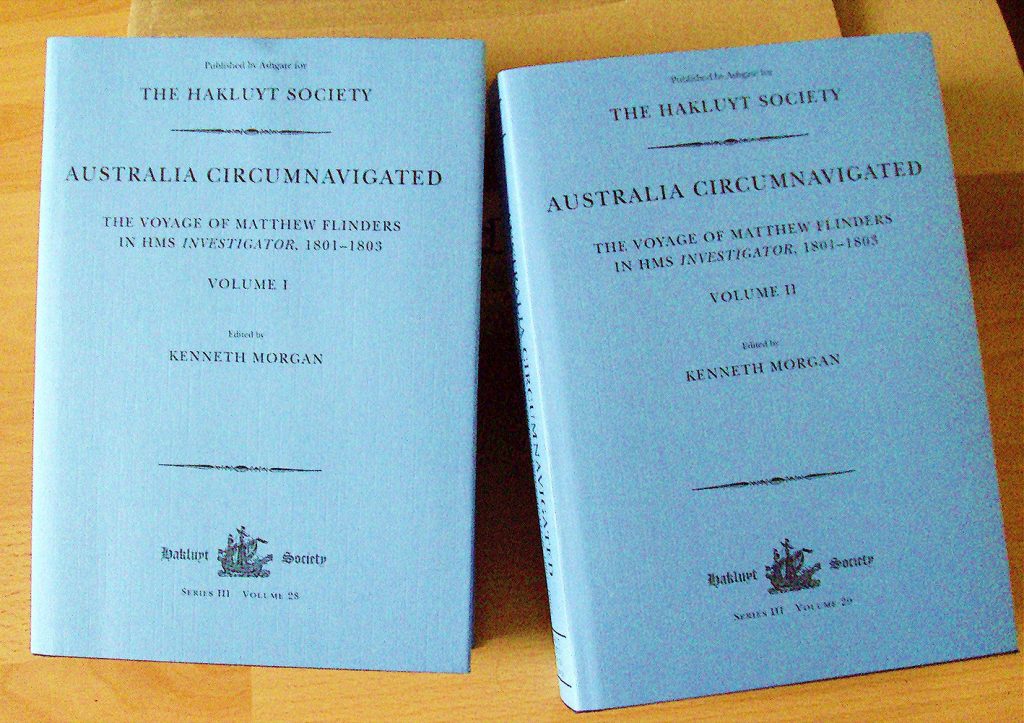 Published by Ashgate for
THE HAKLUYT SOCIETY
AUSTRALIA CIRCUMNAVIGATED
THE VOYAGE OF MATTHEW FLINDERS
IN HMS INVESTIGATOR, 1801–1803
VOLUME I
Edited by
KENNETH MORGAN
Hakluyt Society
SERIES III VOLUME 28
Published by Ashgate for
THE HAKLUYT SOCIETY
AUSTRALIA CIRCUMNAVIGATED
THE VOYAGE OF MATTHEW FLINDERS
IN HMS INVESTIGATOR, 1801–1803
VOLUME II
Edited by
KENNETH MORGAN
Hakluyt Society
SERIES III VOLUME 29
CIRCUMNAVIGATED